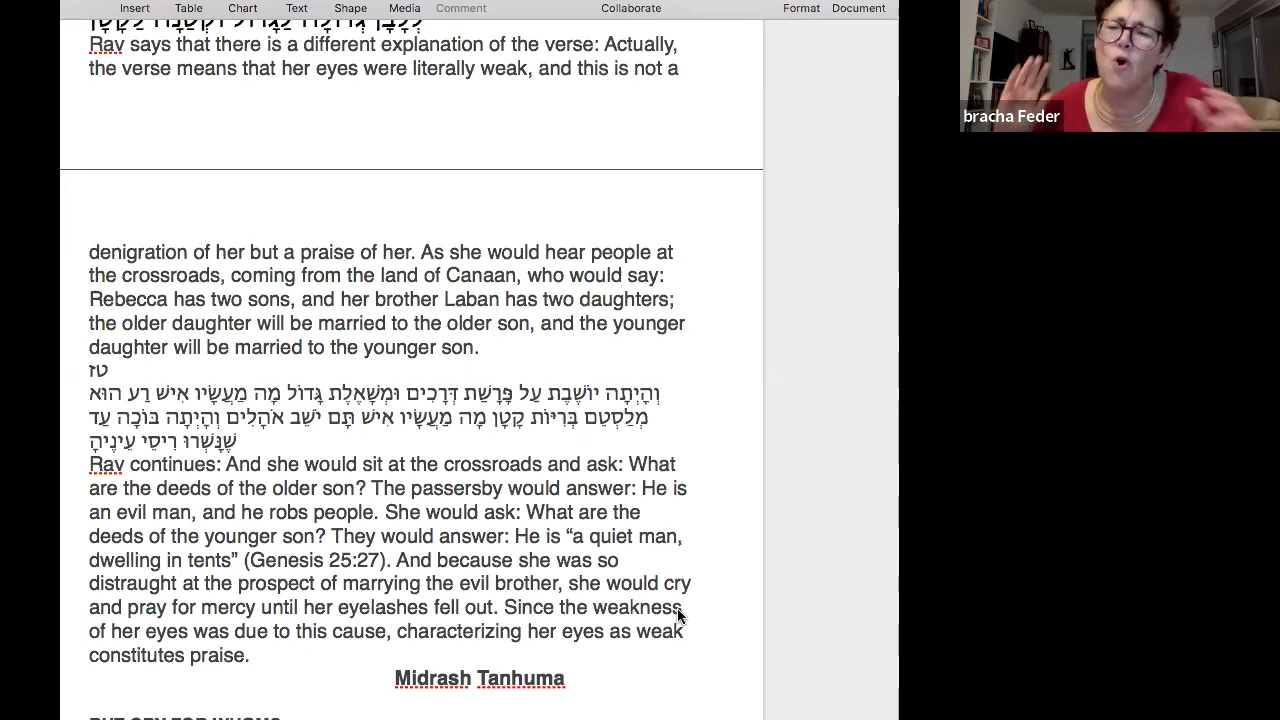 Insert Table Chart Text Shape Media Comment Collaborate Format Document
Rav says that there is a different explanation of the verse: Actually,
the verse means that her eyes were literally weak, and this is not a
bracha Feder
denigration of her but a praise of her. As she would hear people at
the crossroads, coming from the land of Canaan, who would say:
Rebecca has two sons, and her brother Laban has two daughters;
the older daughter will be married to the older son, and the younger
daughter will be married to the younger son.
טז
וְהָיְתָה יוֹשֶׁבֶת עַל פָּרָשַׁת דְּרָכִים וּמְשָׁאֶלֶת גָּדוֹל מָה מַעֲשָׂיו אִישׁ רַע הוּא
מְלַסְטֵם בְּרִיּוֹת קָטָן מָה מַעֲשָׂיו אִישׁ תָּם יֹשֵׁב אֹהָלִים וְהָיְתָה בּוֹכָה עַד
שֶׁנָּשְׁרוּ רִיסֵי עֵינֶיהָ
Rav continues: And she would sit at the crossroads and ask: What
are the deeds of the older son? The passersby would answer: He is
an evil man, and he robs people. She would ask: What are the
deeds of the younger son? They would answer: He is “a quiet man,
dwelling in tents” (Genesis 25:27). And because she was so
distraught at the prospect of marrying the evil brother, she would cry
and pray for mercy until her eyelashes fell out. Since the weakness
of her eyes was due to this cause, characterizing her eyes as weak
constitutes praise.
Midrash Tanhuma